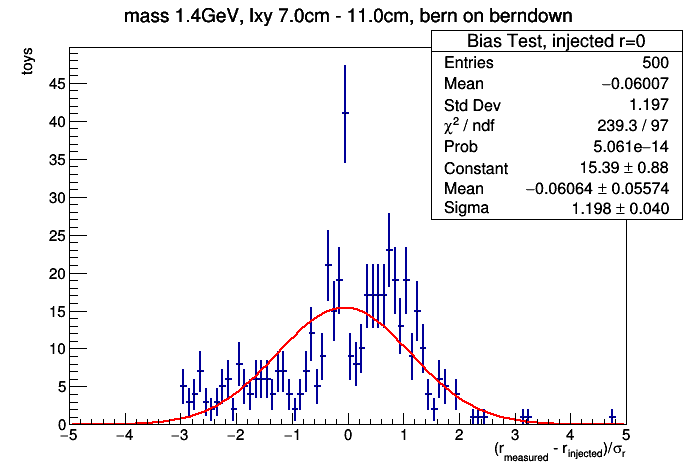 mass 1.4GeV, lxy 7.0cm - 11.0cm, bern on berndown
Bias Test, injected r=0
Entries 500
Mean −0.06007
Std Dev 1.197
χ² / ndf 239.3 / 97
Prob 5.061e−14
Constant 15.39 ± 0.88
Mean −0.06064 ± 0.05574
Sigma 1.198 ± 0.040
toys
45
40
35
30
25
20
15
10
5
0
−5 −4 −3 −2 −1 0 1 2 3 4 5
(r_measured - r_injected)/σ_r